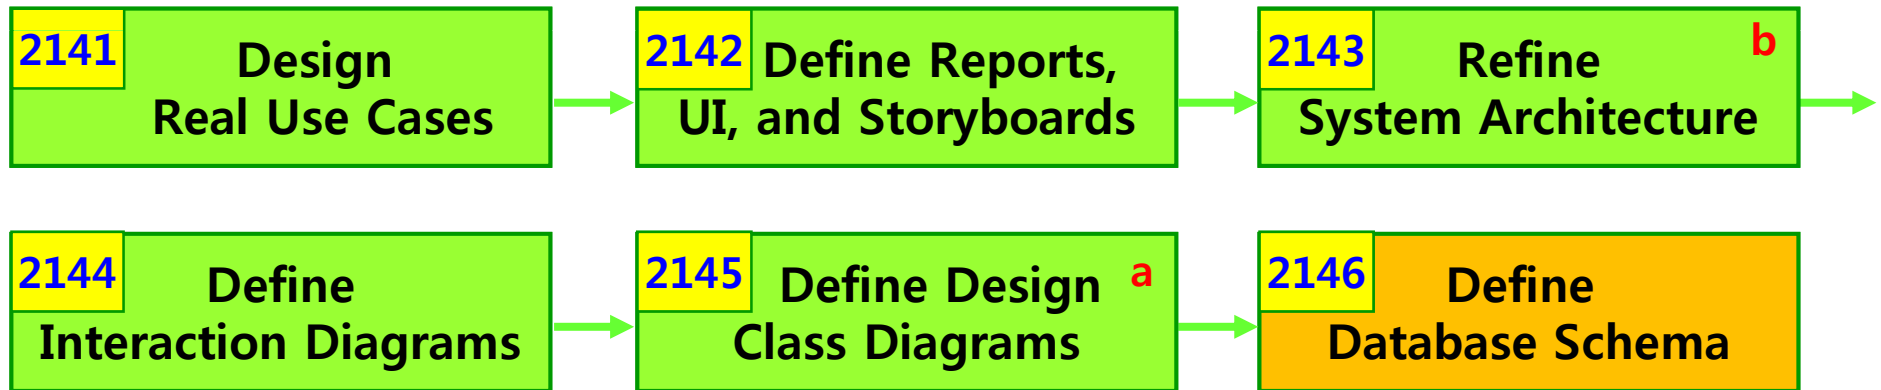 2141
Design
Real Use Cases
2142
Define Reports,
UI, and Storyboards
2143
Refine
b
System Architecture
2144
Define
Interaction Diagrams
2145
Define Design
a
Class Diagrams
2146
Define
Database Schema